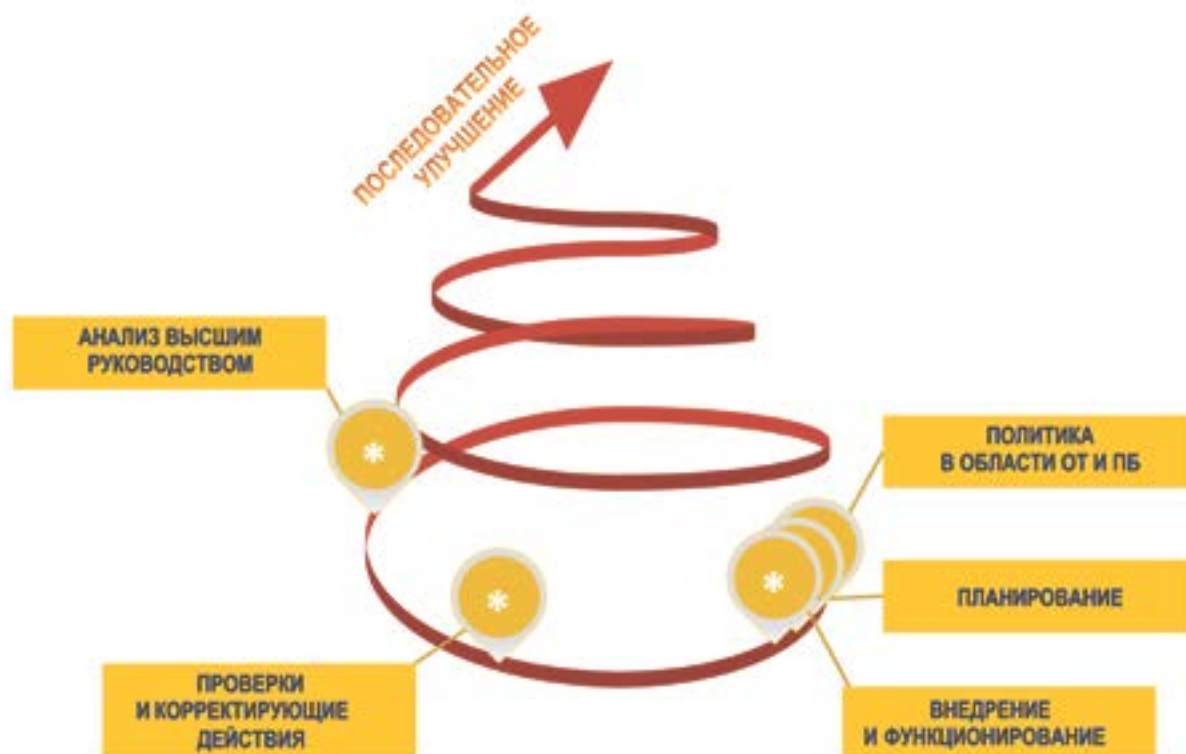 ПОСЛЕДОВАТЕЛЬНОЕ
УЛУЧШЕНИЕ
АНАЛИЗ ВЫСШИМ
РУКОВОДСТВОМ
ПОЛИТИКА
В ОБЛАСТИ ОТ И ПБ
ПЛАНИРОВАНИЕ
ПРОВЕРКИ
И КОРРЕКТИРУЮЩИЕ
ДЕЙСТВИЯ
ВНЕДРЕНИЕ
И ФУНКЦИОНИРОВАНИЕ